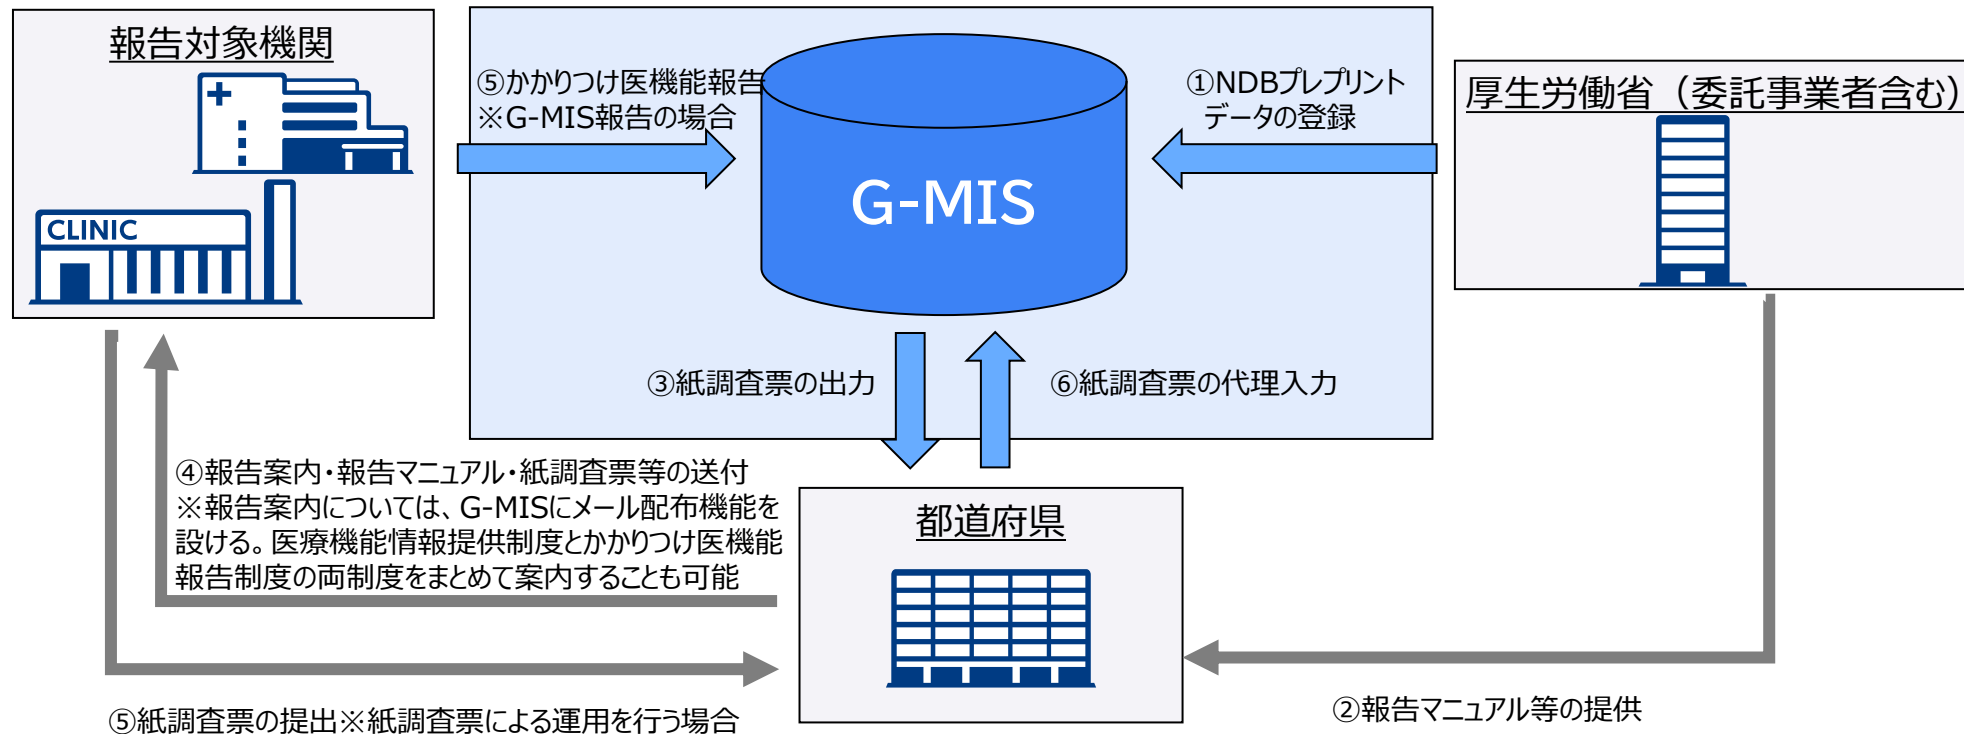 報告対象機関
CLINIC
⑤かかりつけ医機能報告
※G-MIS報告の場合
G-MIS
①NDBプレプリント
データの登録
厚生労働省（委託事業者含む）
③紙調査票の出力
⑥紙調査票の代理入力
④報告案内・報告マニュアル・紙調査票等の送付
※報告案内については、G-MISにメール配布機能を
設ける。医療機能情報提供制度とかかりつけ医機能
報告制度の両制度をまとめて案内することも可能
都道府県
⑤紙調査票の提出※紙調査票による運用を行う場合
②報告マニュアル等の提供